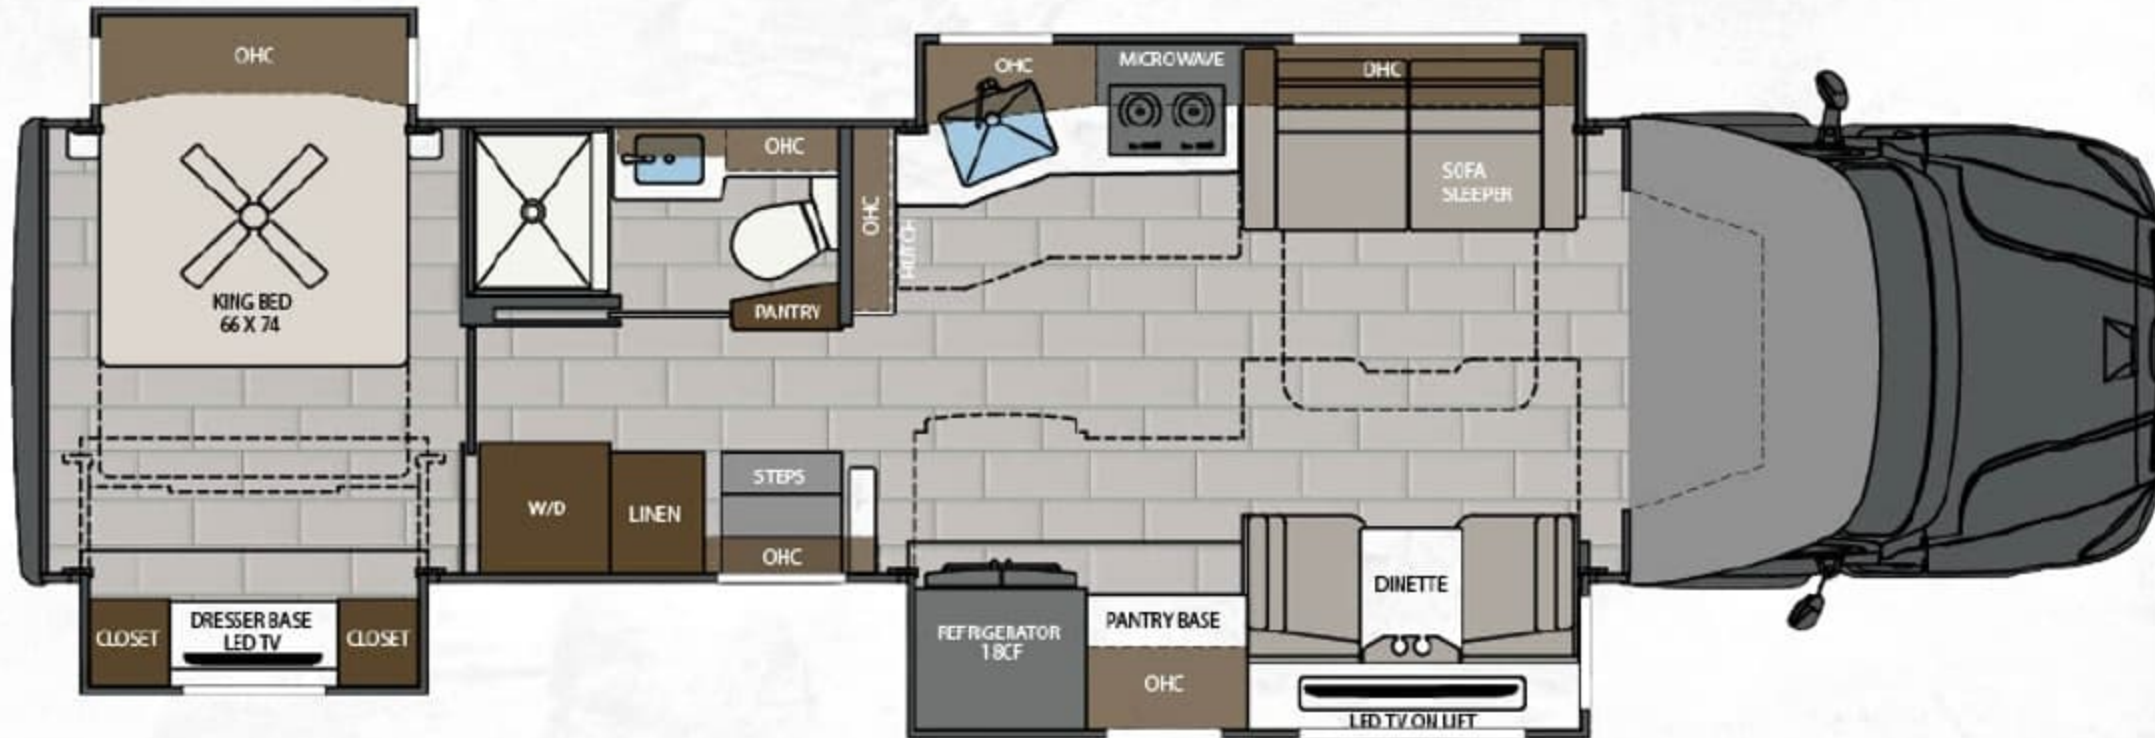 OHC
KING BED
66 X 74
OHC
PANTRY
OHC
HUTCH
OHC
MICROWAVE
OHC
SOFA
SLEEPER
W/D
LINEN
STEPS
OHC
CLOSET
DRESSER BASE
LED TV
CLOSET
REFRIGERATOR
18CF
PANTRY BASE
OHC
DINETTE
LED TV ON LIFT